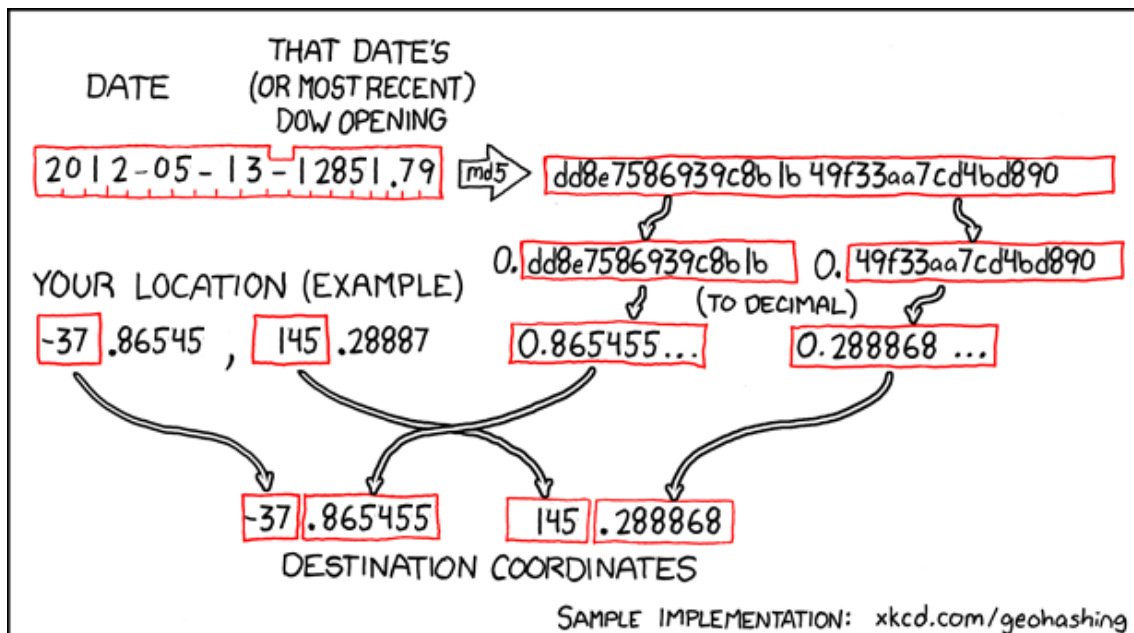 DATE
THAT DATE'S
(OR MOST RECENT)
DOW OPENING
2012-05-13-12851.79
md5
dd8e7586939c8b1b49f33aa7cd4bd890
0.dd8e7586939c8b1b
0.49f33aa7cd4bd890
(TO DECIMAL)
0.865455...
0.288868...
YOUR LOCATION (EXAMPLE)
-37.86545, 145.28887
-37.865455 145.288868
DESTINATION COORDINATES
SAMPLE IMPLEMENTATION: xkcd.com/geohashing